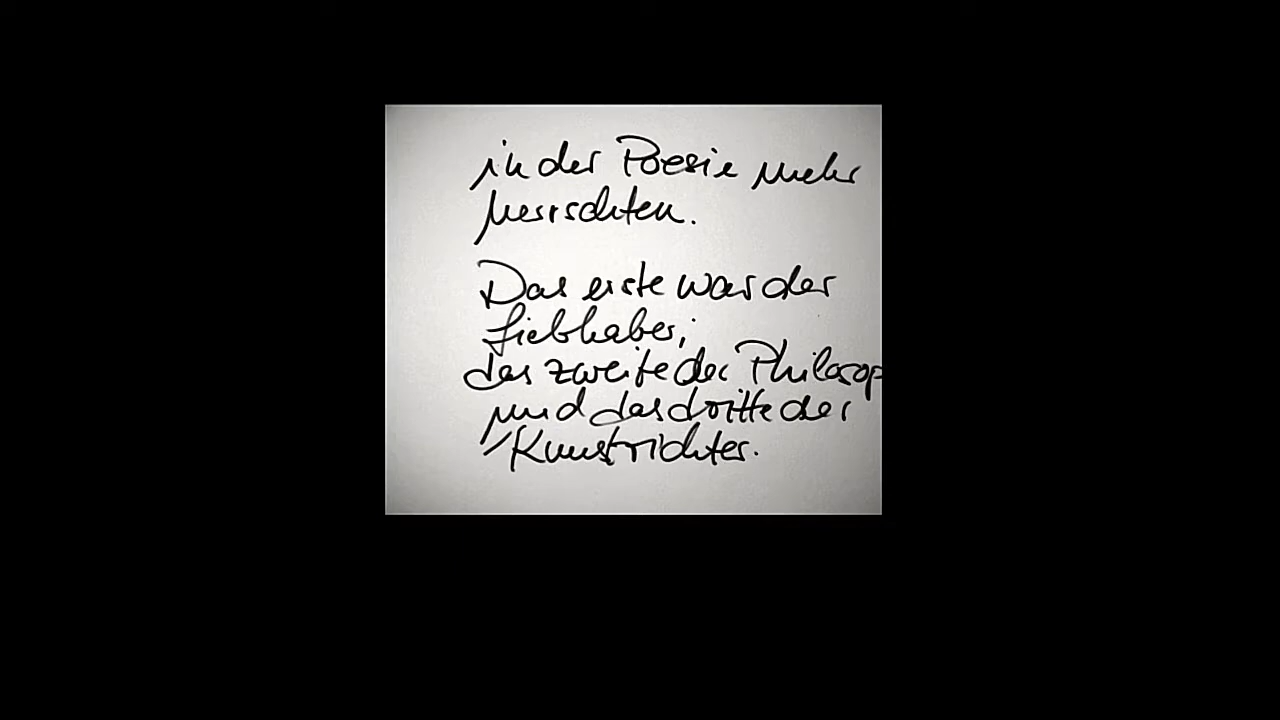 in der Poesie mehr
herrschten.
Das erste war der
Liebhaber;
das zweite der Philosop
und das dritte der
Kunstrichter.